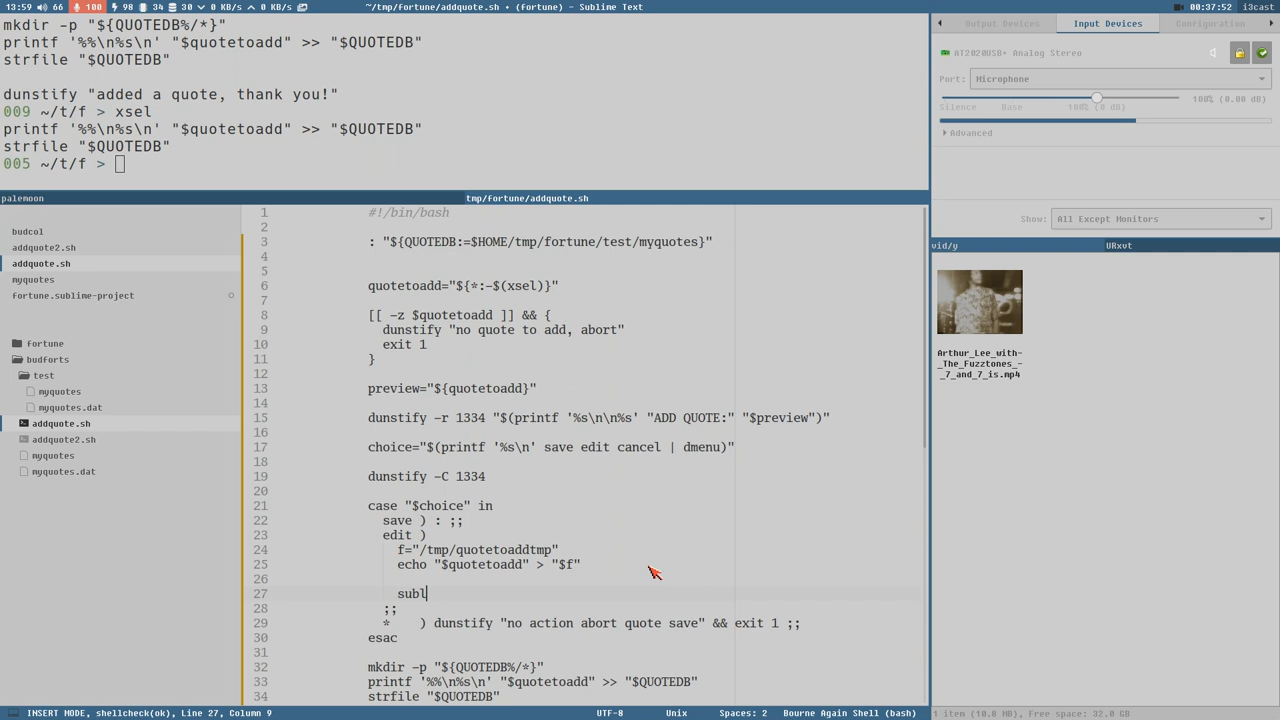 13:59 66 100 98 34 30 0 KB/s 0 KB/s
~/tmp/fortune/addquote.sh • (fortune) - Sublime Text
00:37:52 i3cast
mkdir -p "${QUOTEDB%/*}"
printf '%%\n%s\n' "$quotetoadd" >> "$QUOTEDB"
strfile "$QUOTEDB"
dunstify "added a quote, thank you!"
009 ~/t/f > xsel
printf '%%\n%s\n' "$quotetoadd" >> "$QUOTEDB"
strfile "$QUOTEDB"
005 ~/t/f >
Output Devices Input Devices Configuration
AT2020USB+ Analog Stereo
Port: Microphone
100% (0.00 dB)
Silence Base 100% (0 dB)
Advanced
Show: All Except Monitors
palemoon
tmp/fortune/addquote.sh
vid/y URxvt
budcol
addquote2.sh
addquote.sh
myquotes
fortune.sublime-project
fortune
budforts
test
myquotes
myquotes.dat
addquote.sh
addquote2.sh
myquotes
myquotes.dat
1 #!/bin/bash
2
3 : "${QUOTEDB:=$HOME/tmp/fortune/test/myquotes}"
4
5
6 quotetoadd="${*:-$(xsel)}"
7
8 [[ -z $quotetoadd ]] && {
9 dunstify "no quote to add, abort"
10 exit 1
11 }
12
13 preview="${quotetoadd}"
14
15 dunstify -r 1334 "$(printf '%s\n\n%s' "ADD QUOTE:" "$preview")"
16
17 choice="$(printf '%s\n' save edit cancel | dmenu)"
18
19 dunstify -C 1334
20
21 case "$choice" in
22 save ) : ;;
23 edit )
24 f="/tmp/quotetoaddtmp"
25 echo "$quotetoadd" > "$f"
26
27 subl
28 ;;
29 * ) dunstify "no action abort quote save" && exit 1 ;;
30 esac
31
32 mkdir -p "${QUOTEDB%/*}"
33 printf '%%\n%s\n' "$quotetoadd" >> "$QUOTEDB"
34 strfile "$QUOTEDB"
Arthur_Lee_with-
_The_Fuzztones_-
_7_and_7_is.mp4
INSERT MODE, shellcheck(ok), Line 27, Column 9
UTF-8 Unix Spaces: 2 Bourne Again Shell (bash)
1 item (10.8 MB), Free space: 32.0 GB